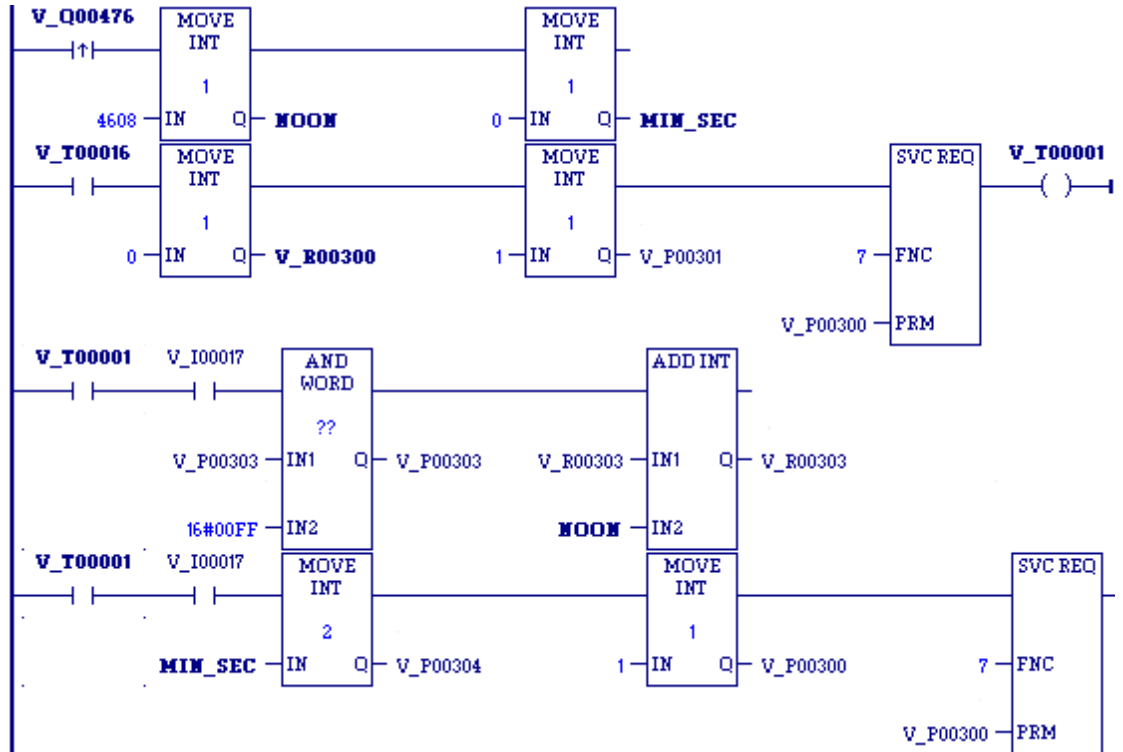 V_Q00476
MOVE INT
MOVE INT
1
1
4608 IN Q NOON
0 IN Q MIN_SEC
V_T00016
MOVE INT
MOVE INT
SVC REQ
V_T00001
1
1
0 IN Q V_R00300
1 IN Q V_P00301
7 FNC
V_P00300 PRM
V_T00001
V_I00017
AND WORD
ADD INT
??
V_P00303 IN1 Q V_P00303
V_R00303 IN1 Q V_R00303
16#00FF IN2
NOON IN2
V_T00001
V_I00017
MOVE INT
MOVE INT
SVC REQ
2
1
MIN_SEC IN Q V_P00304
1 IN Q V_P00300
7 FNC
V_P00300 PRM